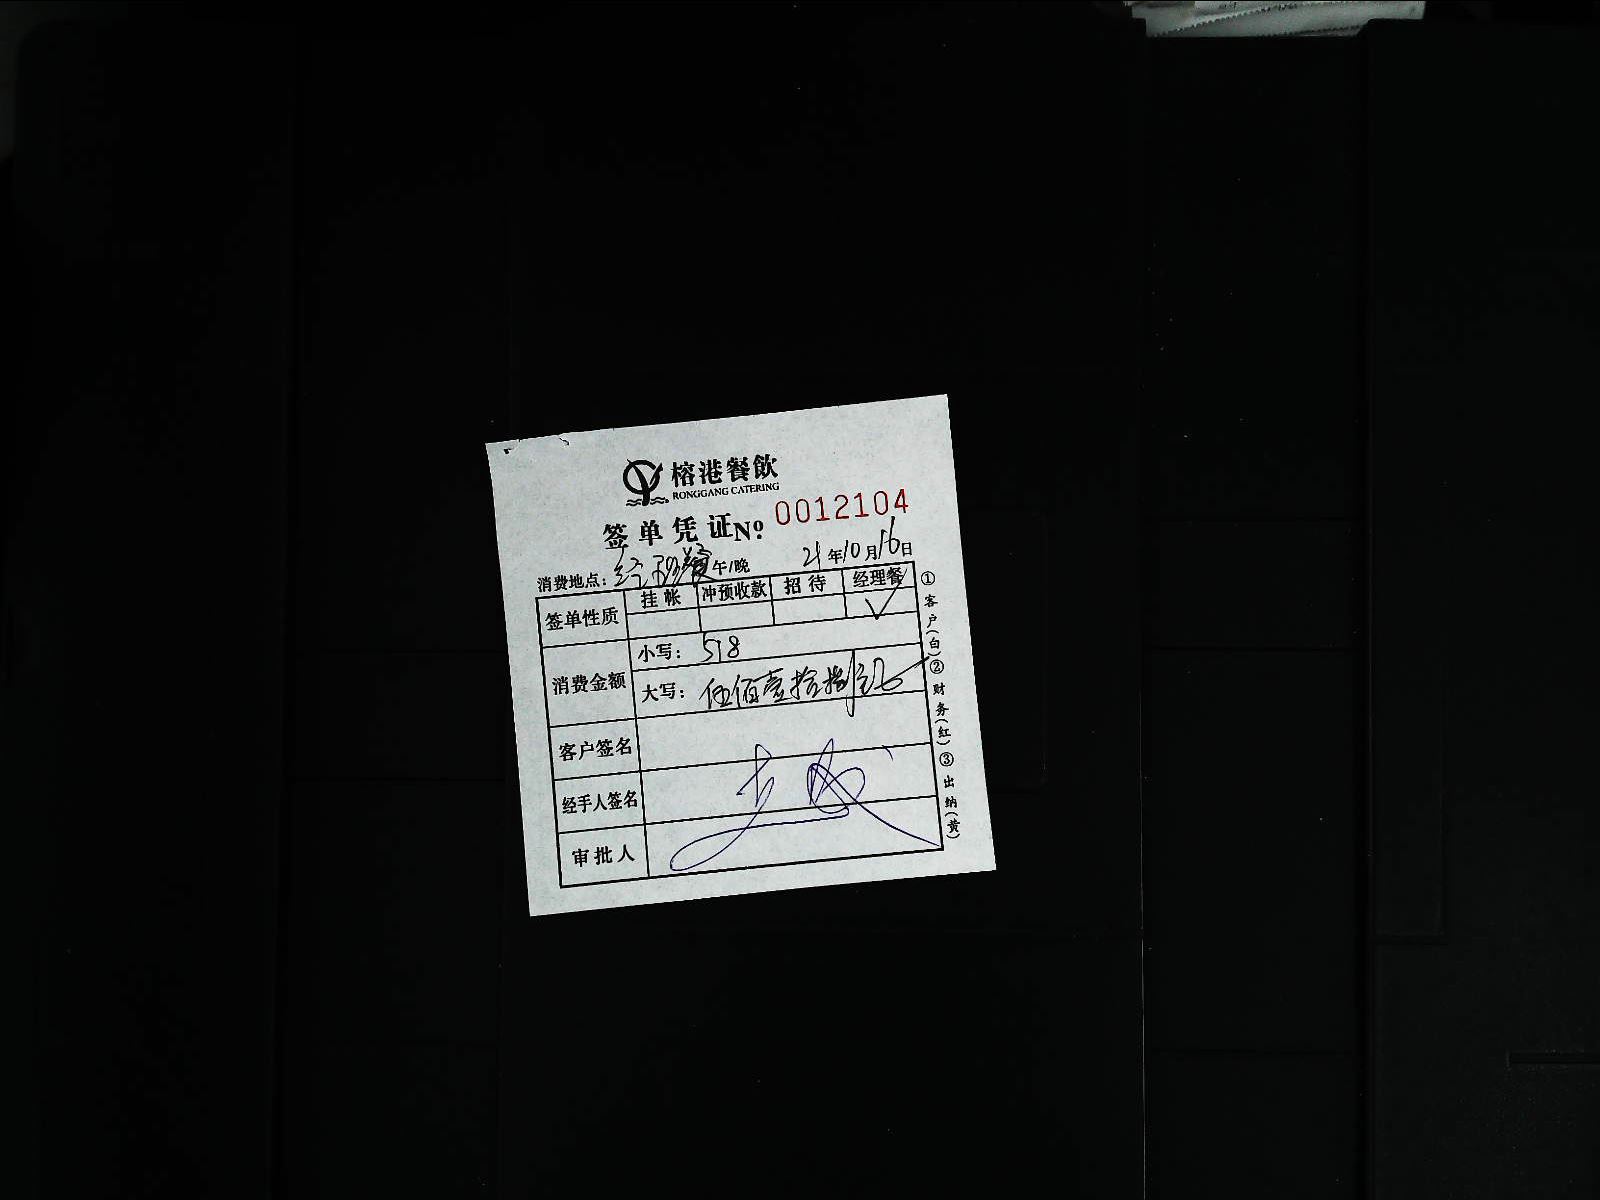 榕港餐飲
RONGGANG CATERING
签单凭证 Nº: 0012104
消费地点: 经理餐 午/晚 21年10月16日
签单性质 挂帐 冲预收款 招待 经理餐
✓
消费金额 小写: 518
大写: 伍佰壹拾捌元
客户签名
经手人签名
审批人
①客户(白)②财务(红)③出纳(黄)